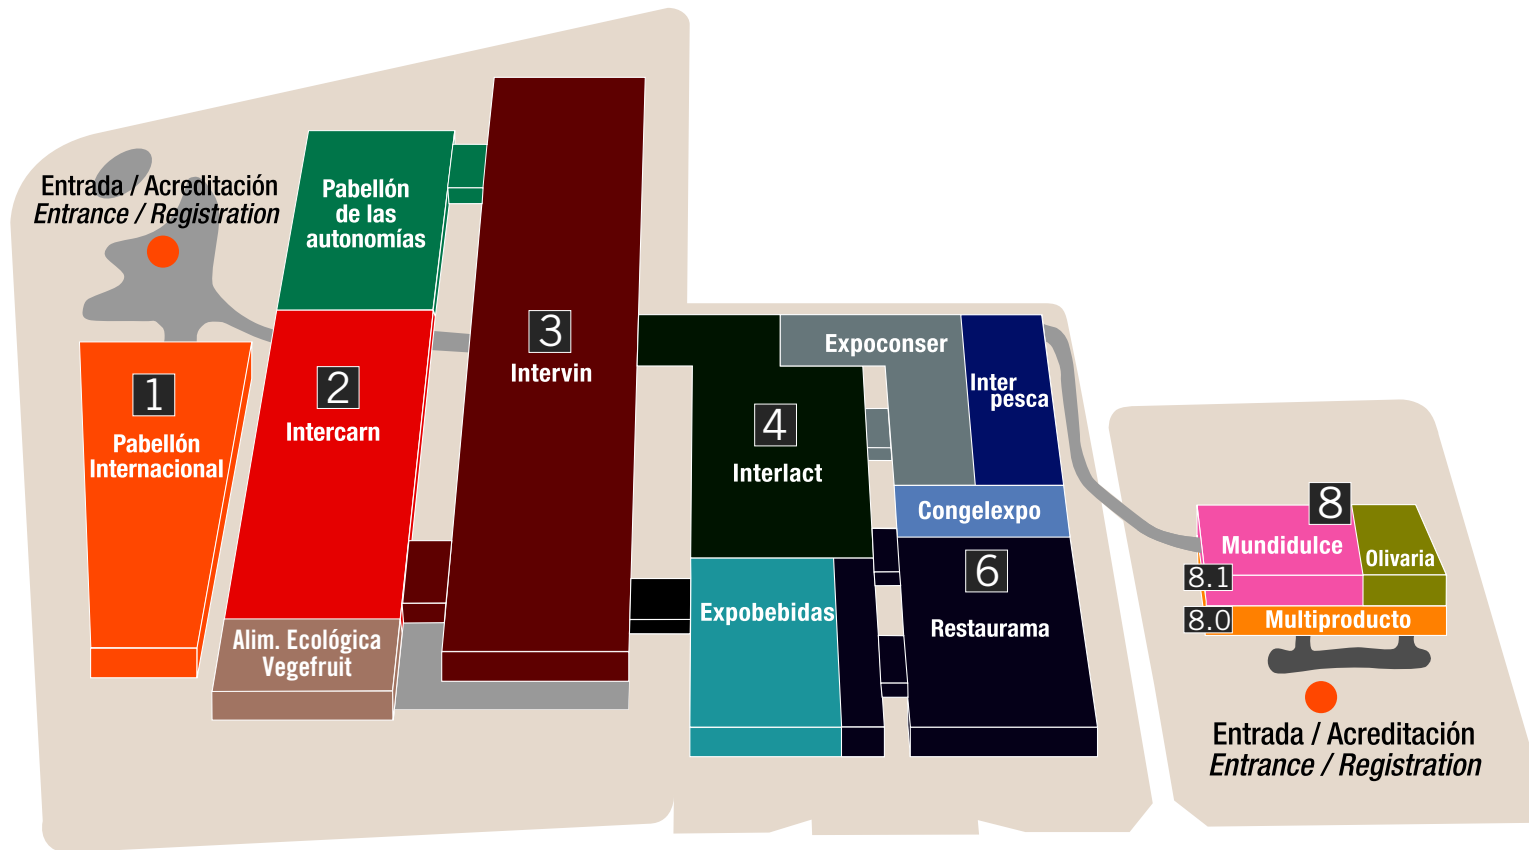 Entrada / Acreditación
Entrance / Registration
1
Pabellón
Internacional
Pabellón
de las
autonomías
2
Intercarn
Alim. Ecológica
Vegefruit
3
Intervin
4
Interlact
Expobebidas
Expoconser
Inter
pesca
Congelexpo
6
Restaurama
8
Mundidulce
Olivaria
8.1
8.0
Multiproducto
Entrada / Acreditación
Entrance / Registration